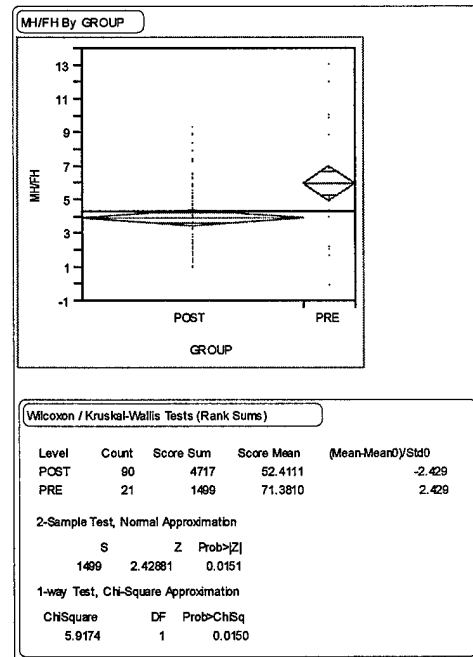 MH/FH By GROUP
13
11
9
7
5
3
1
-1
MH/FH
POST PRE
GROUP
Wilcoxon / Kruskal-Wallis Tests (Rank Sums)
Level Count Score Sum Score Mean (Mean-Mean0)/Std0
POST 90 4717 52.4111 -2.429
PRE 21 1499 71.3810 2.429
2-Sample Test, Normal Approximation
S Z Prob>|Z|
1499 2.42881 0.0151
1-way Test, Chi-Square Approximation
ChiSquare DF Prob>ChiSq
5.9174 1 0.0150